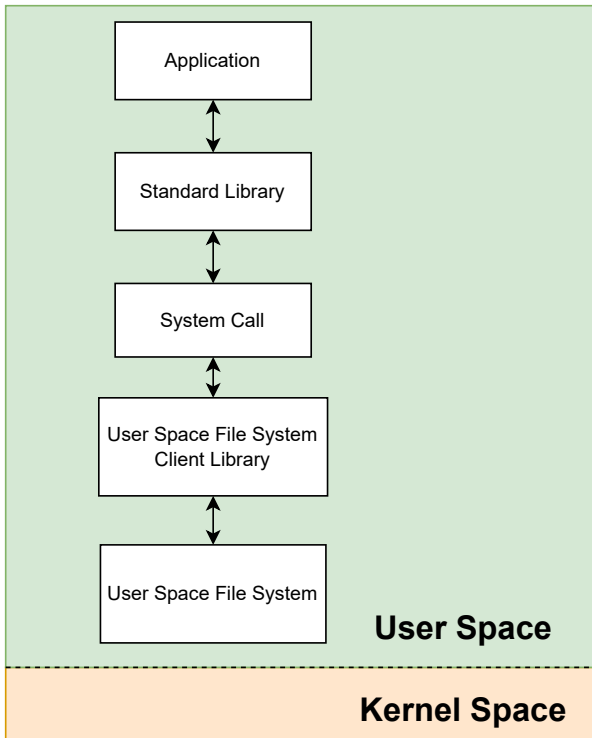 Application
Standard Library
System Call
User Space File System
Client Library
User Space File System
User Space
Kernel Space